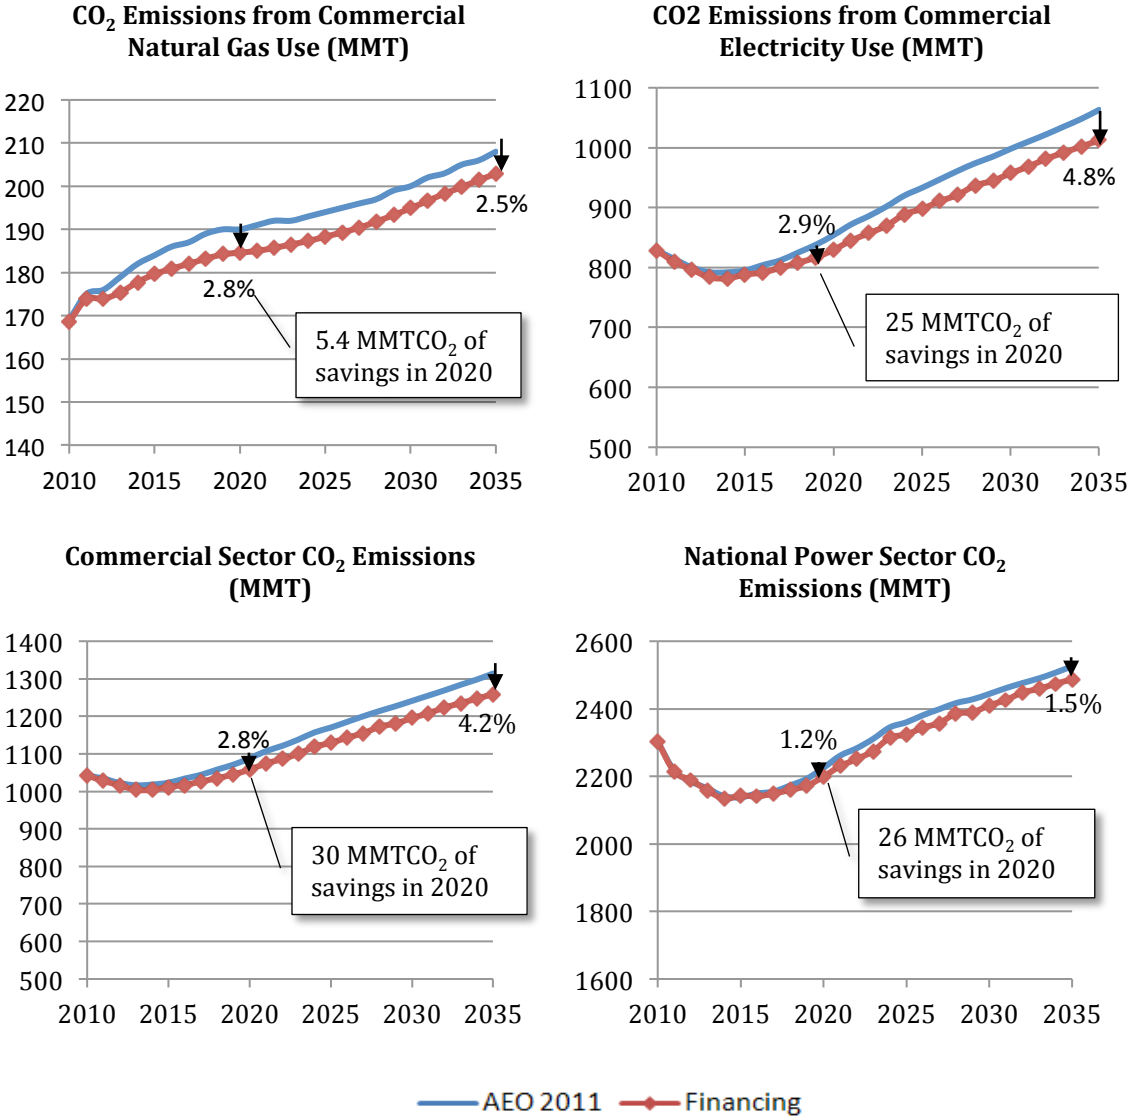 CO₂ Emissions from Commercial
Natural Gas Use (MMT)
220
210
200
190
180
170
160
150
140
2010 2015 2020 2025 2030 2035
2.8%
2.5%
5.4 MMTCO₂ of
savings in 2020
CO2 Emissions from Commercial
Electricity Use (MMT)
1100
1000
900
800
700
600
500
2010 2015 2020 2025 2030 2035
2.9%
4.8%
25 MMTCO₂ of
savings in 2020
Commercial Sector CO₂ Emissions
(MMT)
1400
1300
1200
1100
1000
900
800
700
600
500
2010 2015 2020 2025 2030 2035
2.8%
4.2%
30 MMTCO₂ of
savings in 2020
National Power Sector CO₂
Emissions (MMT)
2600
2400
2200
2000
1800
1600
2010 2015 2020 2025 2030 2035
1.2%
1.5%
26 MMTCO₂ of
savings in 2020
AEO 2011 Financing